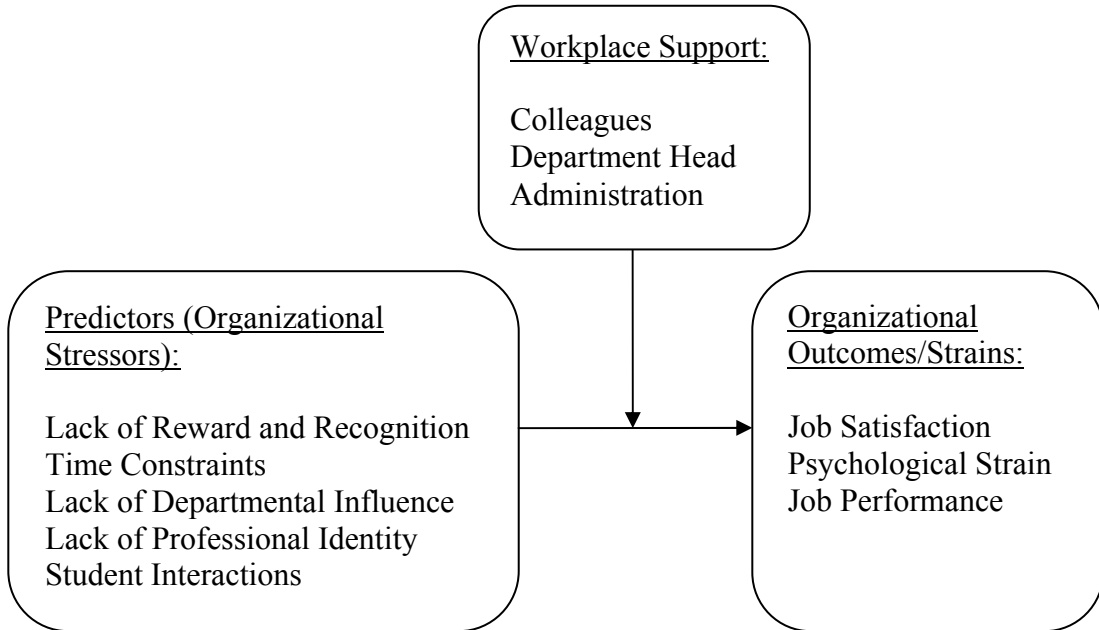 Workplace Support:
Colleagues
Department Head
Administration
Predictors (Organizational
Stressors):
Lack of Reward and Recognition
Time Constraints
Lack of Departmental Influence
Lack of Professional Identity
Student Interactions
Organizational
Outcomes/Strains:
Job Satisfaction
Psychological Strain
Job Performance